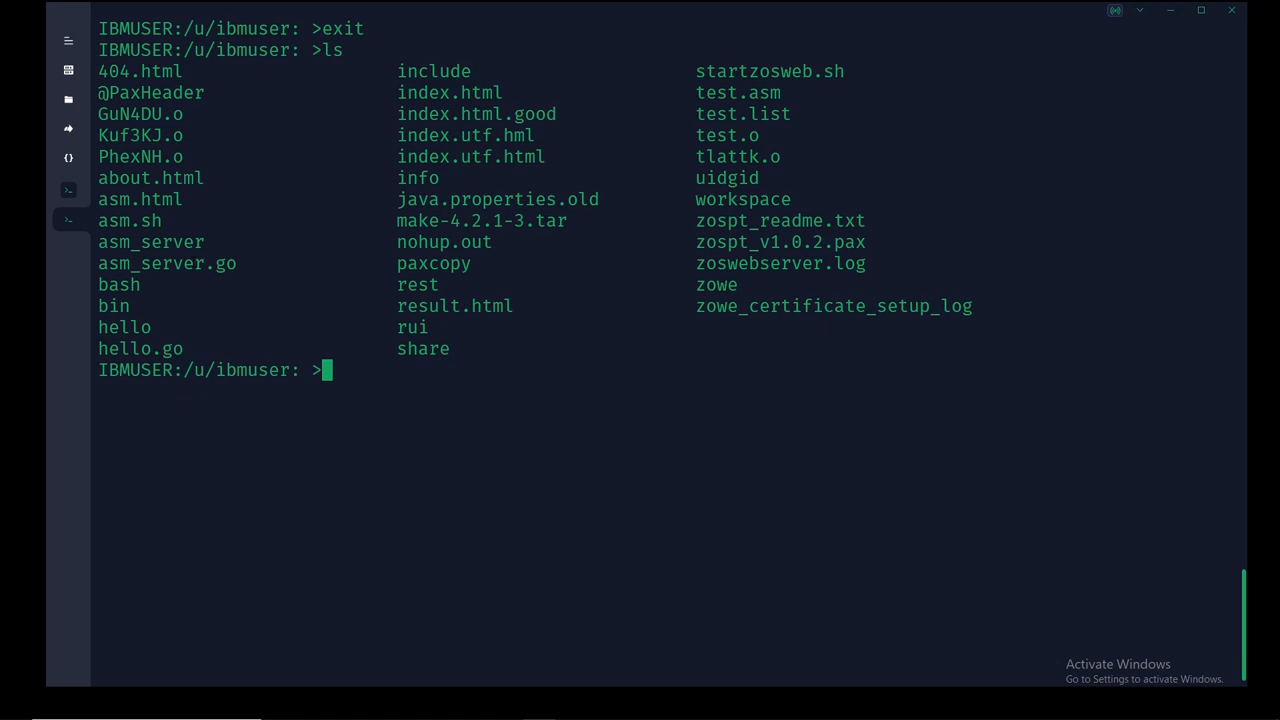 IBMUSER:/u/ibmuser: >exit
IBMUSER:/u/ibmuser: >ls
404.html include startzosweb.sh
@PaxHeader index.html test.asm
GuN4DU.o index.html.good test.list
Kuf3KJ.o index.utf.hml test.o
PhexNH.o index.utf.html tlattk.o
about.html info uidgid
asm.html java.properties.old workspace
asm.sh make-4.2.1-3.tar zospt_readme.txt
asm_server nohup.out zospt_v1.0.2.pax
asm_server.go paxcopy zoswebserver.log
bash rest zowe
bin result.html zowe_certificate_setup_log
hello rui
hello.go share
IBMUSER:/u/ibmuser: >
Activate Windows
Go to Settings to activate Windows.